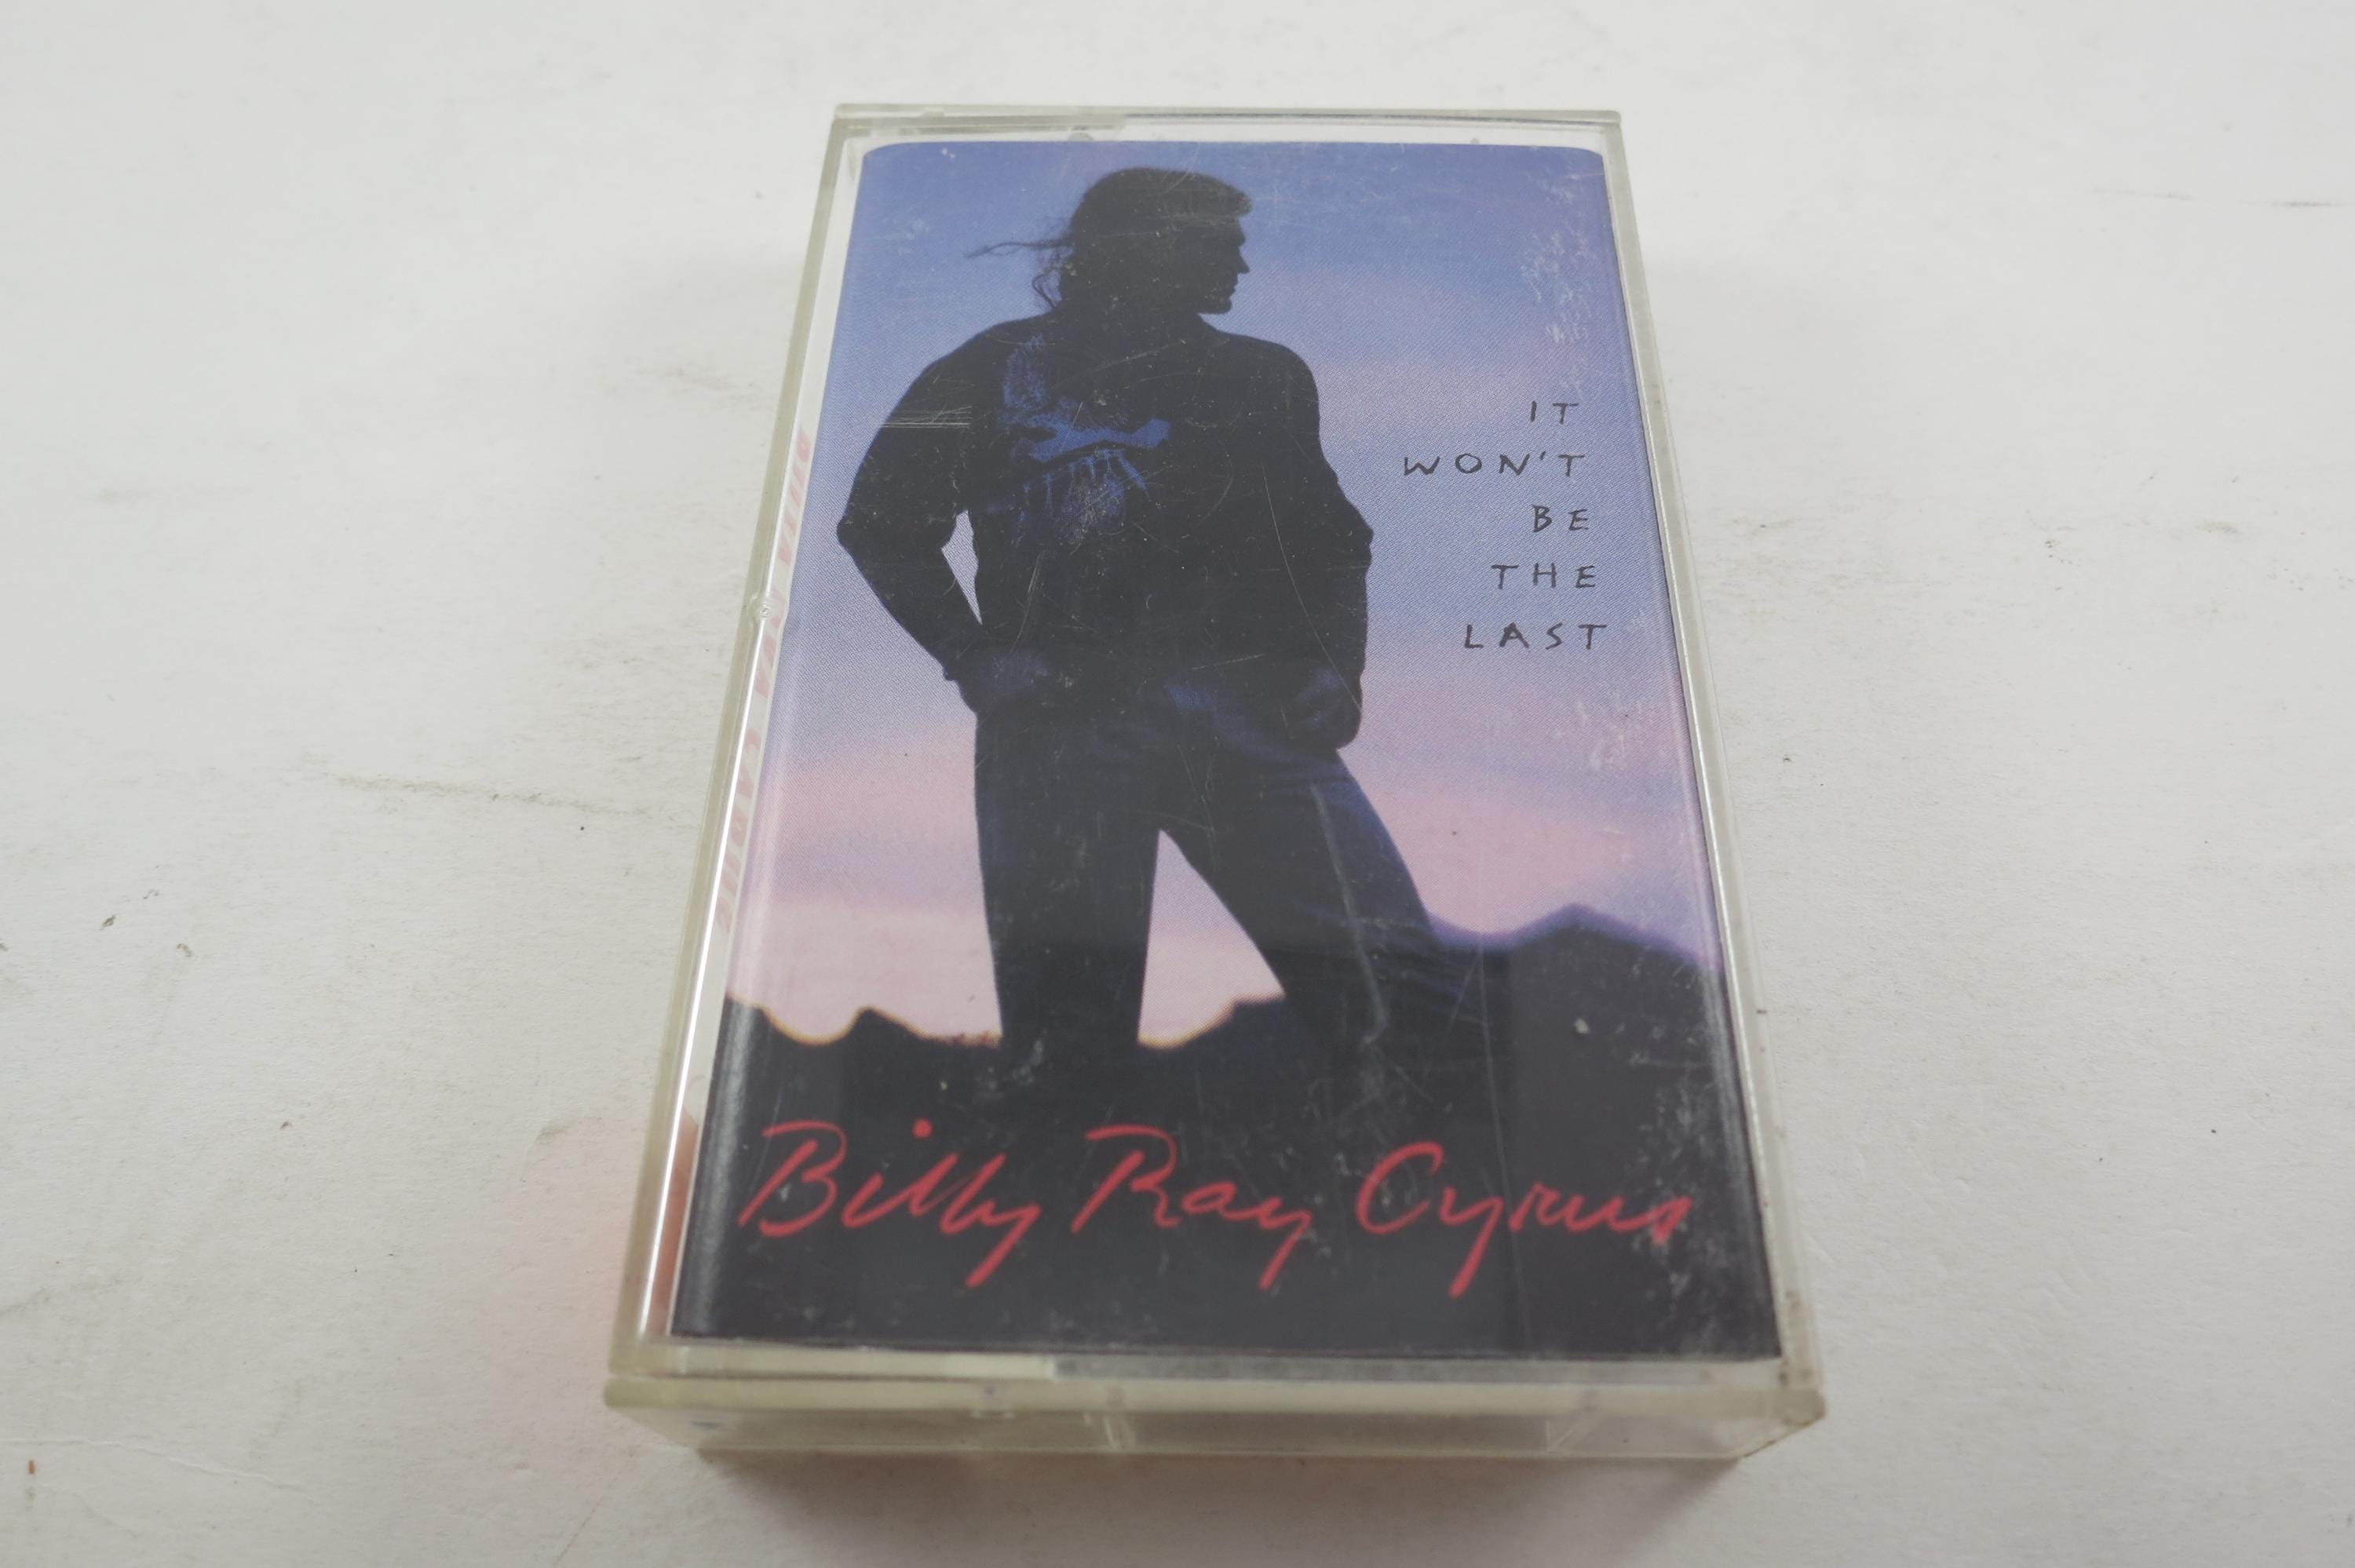 IT
WON'T
BE
THE
LAST
Billy Ray Cyrus